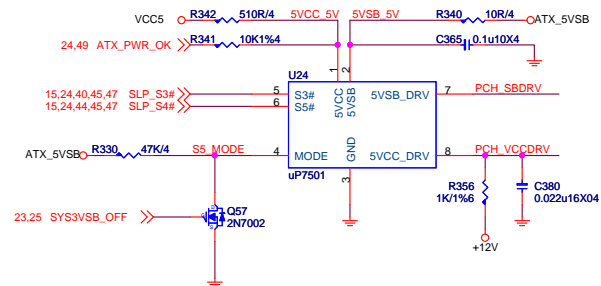 VCC5 R342 510R/4 5VCC_5V 5VSB_5V R340 10R/4 ATX_5VSB
24,49 ATX_PWR_OK R341 10K1%4 C365 0.1u10X4
1 2
U24
15,24,40,45,47 SLP_S3# 5 S3# 5VCC 5VSB 5VSB_DRV 7 PCH_SBDRV
15,24,44,45,47 SLP_S4# 6 S5#
ATX_5VSB R330 47K/4 S5_MODE 4 MODE GND 5VCC_DRV 8 PCH_VCCDRV
uP7501
3
R356
1K/1%6
C380
0.022u16X04
23,25 SYS3VSB_OFF
Q57
2N7002
+12V